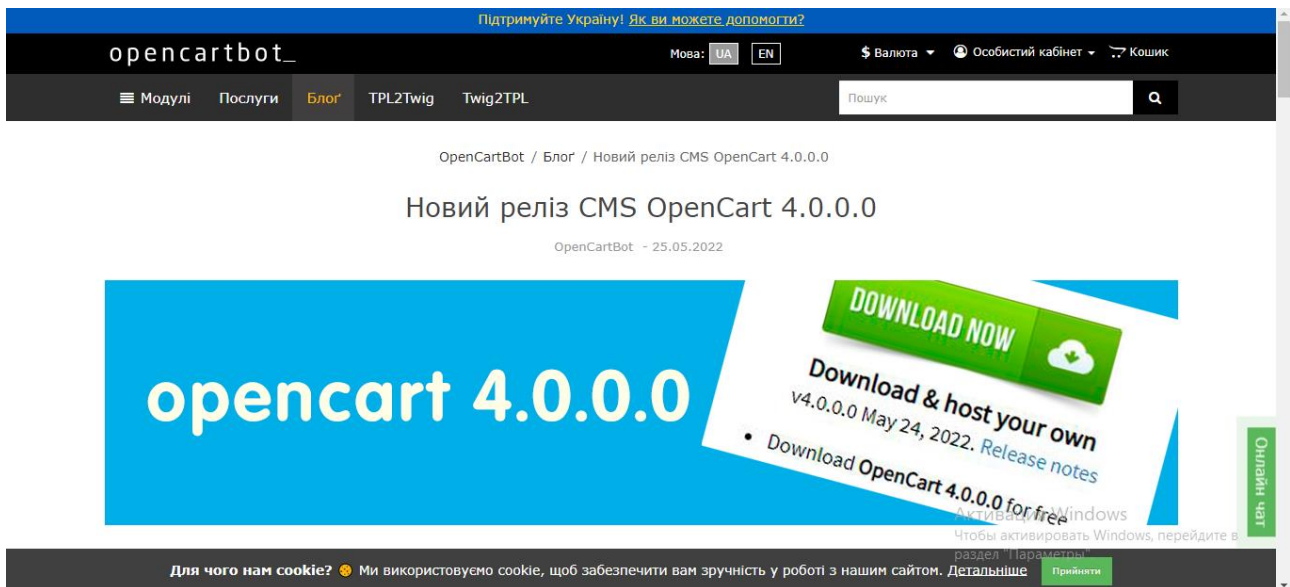 Підтримуйте Україну! Як ви можете допомогти?
opencartbot_
Мова: UA EN
$ Валюта
Особистий кабінет
Кошик
Модулі
Послуги
Блоґ
TPL2Twig
Twig2TPL
Пошук
OpenCartBot / Блоґ / Новий реліз CMS OpenCart 4.0.0.0
Новий реліз CMS OpenCart 4.0.0.0
OpenCartBot - 25.05.2022
opencart 4.0.0.0
DOWNLOAD NOW
Download & host your own
v4.0.0.0 May 24, 2022. Release notes
• Download OpenCart 4.0.0.0 for free
Онлайн чат
Активация Windows
Чтобы активировать Windows, перейдите в
раздел "Параметры".
Для чого нам cookie? Ми використовуємо cookie, щоб забезпечити вам зручність у роботі з нашим сайтом. Детальніше
Прийняти